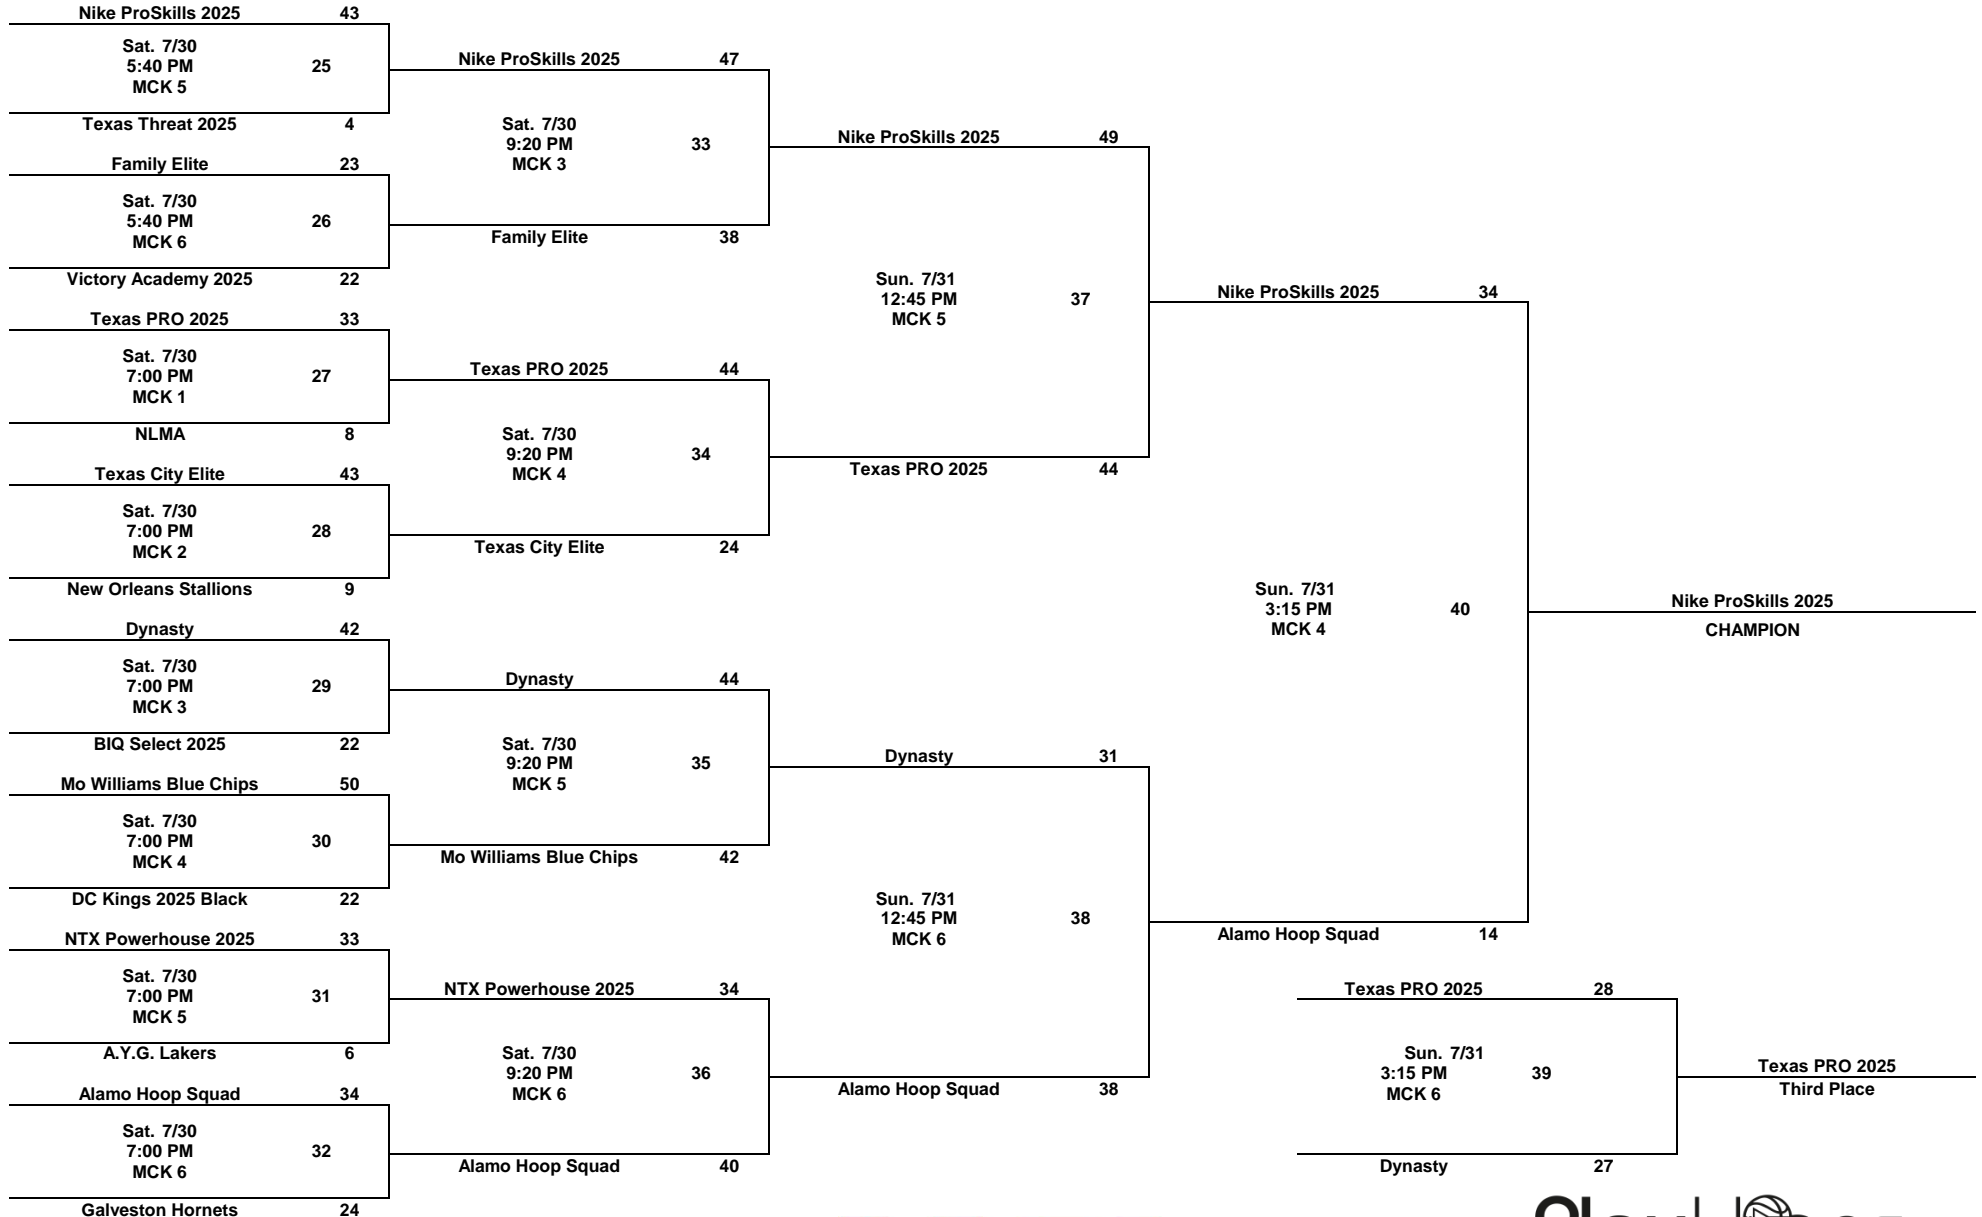 Nike ProSkills 2025 43
Sat. 7/30
5:40 PM 25
MCK 5
Texas Threat 2025 4
Family Elite 23
Sat. 7/30
5:40 PM 26
MCK 6
Victory Academy 2025 22
Texas PRO 2025 33
Sat. 7/30
7:00 PM 27
MCK 1
NLMA 8
Texas City Elite 43
Sat. 7/30
7:00 PM 28
MCK 2
New Orleans Stallions 9
Dynasty 42
Sat. 7/30
7:00 PM 29
MCK 3
BIQ Select 2025 22
Mo Williams Blue Chips 50
Sat. 7/30
7:00 PM 30
MCK 4
DC Kings 2025 Black 22
NTX Powerhouse 2025 33
Sat. 7/30
7:00 PM 31
MCK 5
A.Y.G. Lakers 6
Alamo Hoop Squad 34
Sat. 7/30
7:00 PM 32
MCK 6
Galveston Hornets 24
Nike ProSkills 2025 47
Sat. 7/30
9:20 PM 33
MCK 3
Family Elite 38
Texas PRO 2025 44
Sat. 7/30
9:20 PM 34
MCK 4
Texas City Elite 24
Dynasty 44
Sat. 7/30
9:20 PM 35
MCK 5
Mo Williams Blue Chips 42
NTX Powerhouse 2025 34
Sat. 7/30
9:20 PM 36
MCK 6
Alamo Hoop Squad 40
Nike ProSkills 2025 49
Sun. 7/31
12:45 PM 37
MCK 5
Texas PRO 2025 44
Dynasty 31
Sun. 7/31
12:45 PM 38
MCK 6
Alamo Hoop Squad 38
Nike ProSkills 2025 34
Sun. 7/31
3:15 PM 40
MCK 4
Alamo Hoop Squad 14
Nike ProSkills 2025
CHAMPION
Texas PRO 2025 28
Sun. 7/31
3:15 PM 39
MCK 6
Dynasty 27
Texas PRO 2025
Third Place